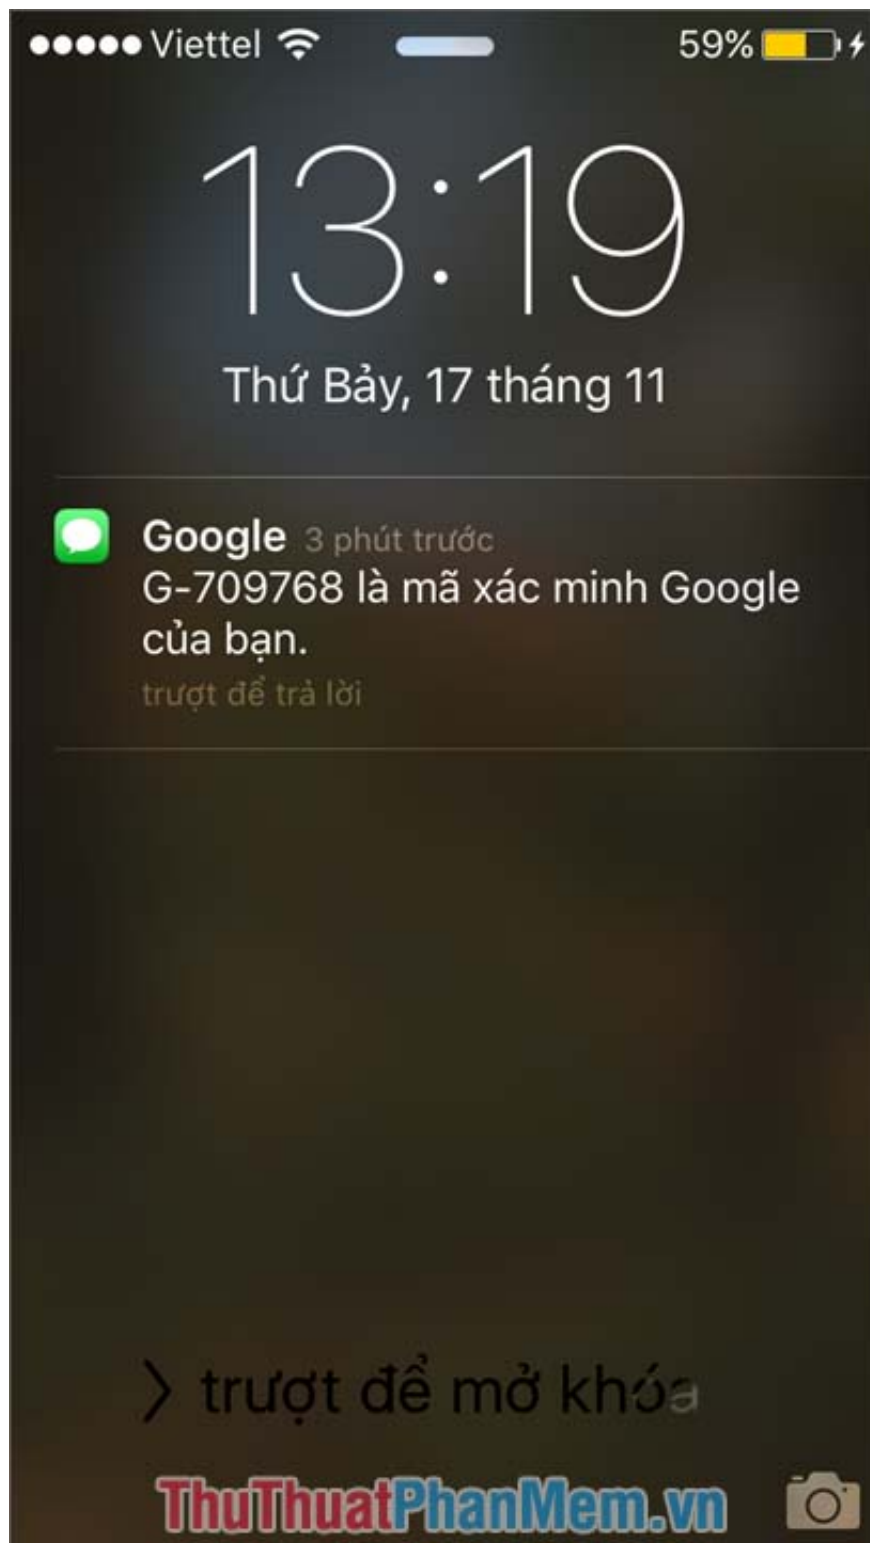 Viettel 59%
13:19
Thứ Bảy, 17 tháng 11
Google 3 phút trước
G-709768 là mã xác minh Google
của bạn.
trượt để trả lời
trượt để mở khóa
ThuThuatPhanMem.vn